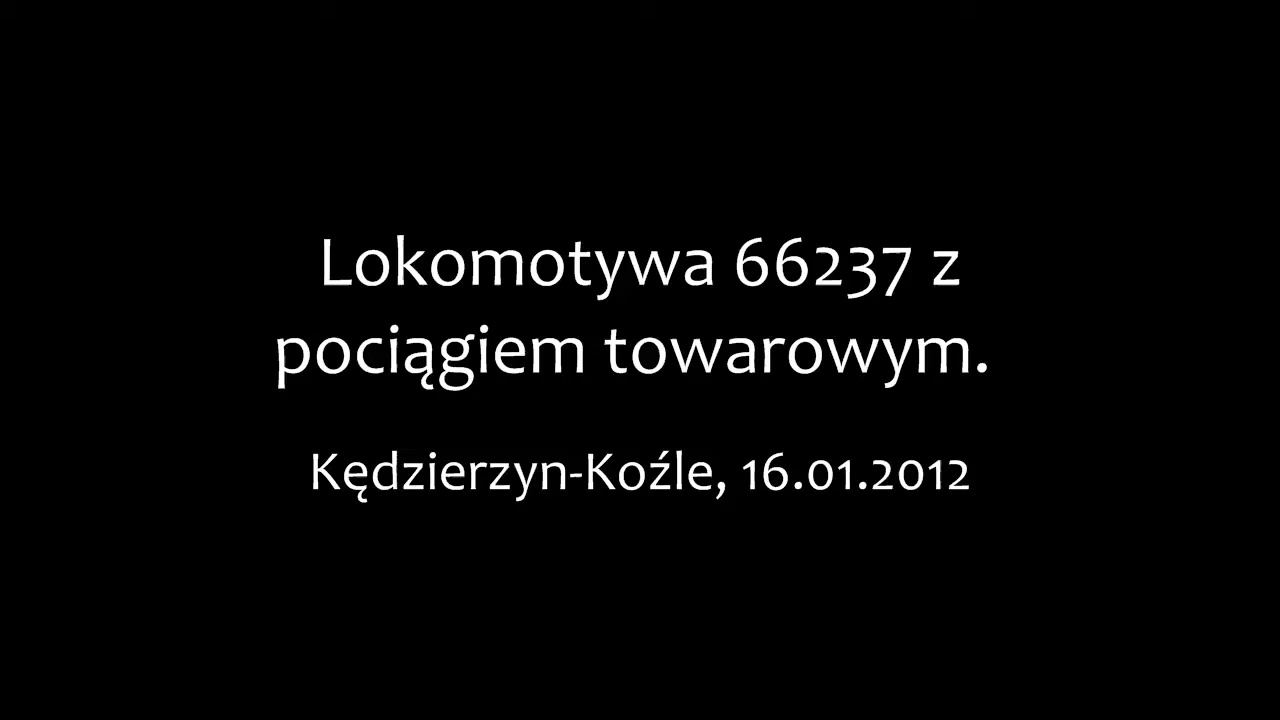 Lokomotywa 66237 z
pociągiem towarowym.
Kędzierzyn-Koźle, 16.01.2012